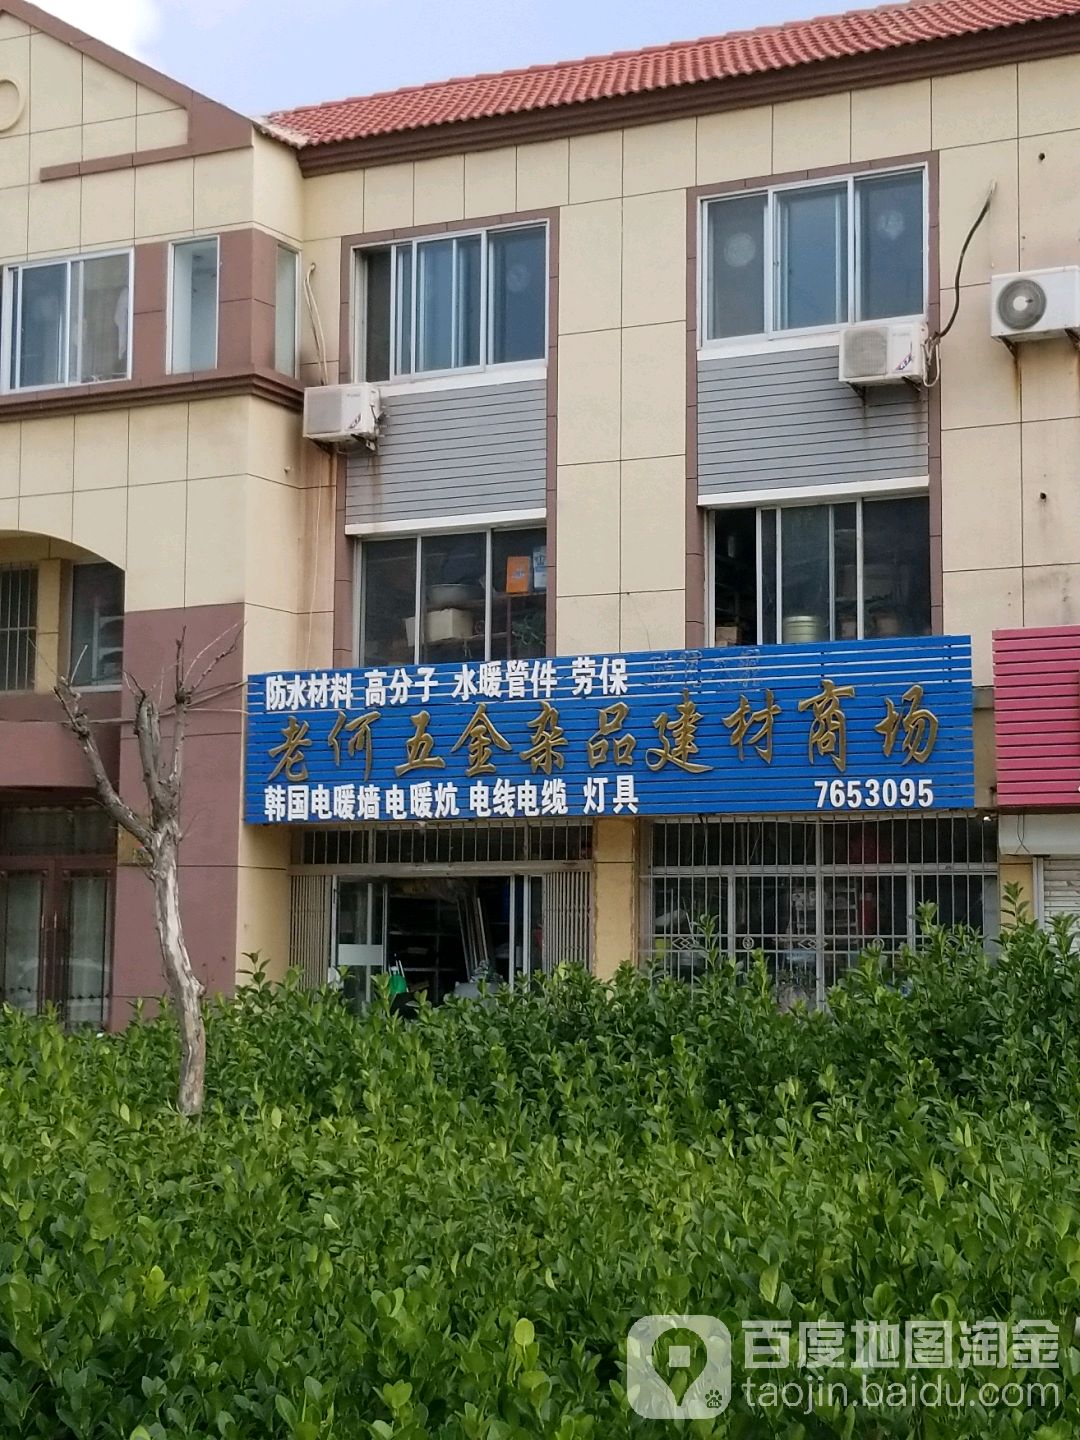 防水材料 高分子 水暖管件 劳保
老何五金杂品建材商场
韩国电暖墙电暖炕 电线电缆 灯具 7653095
百度地图淘金
taojin.baidu.com